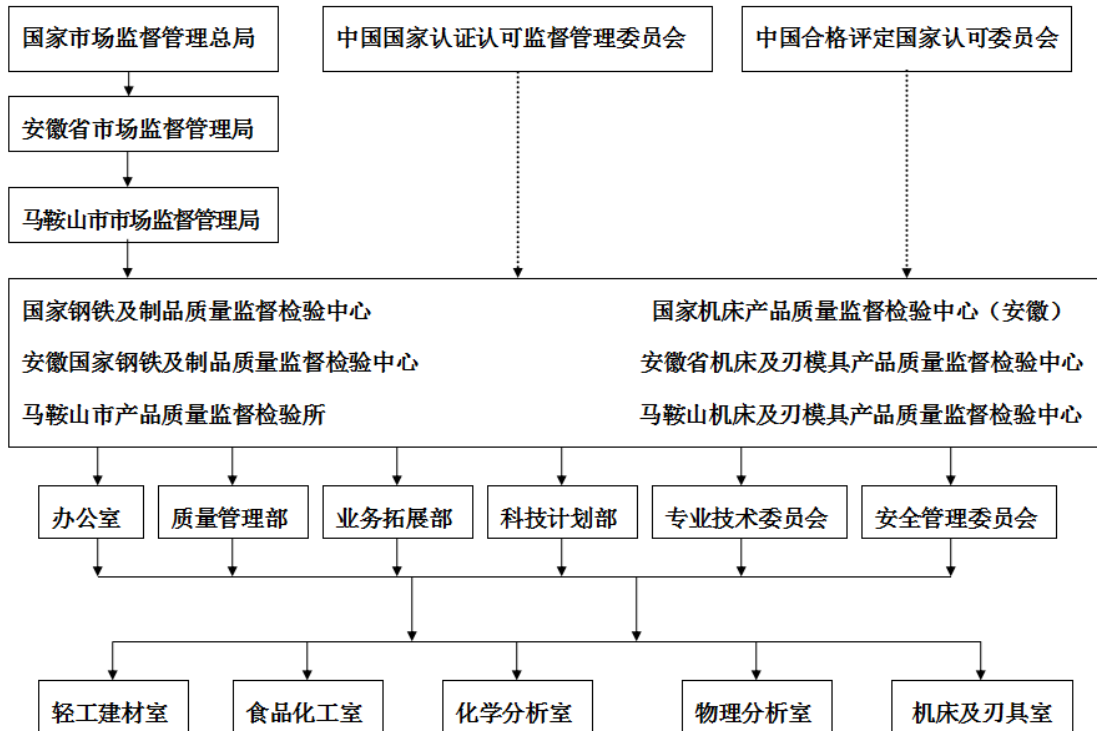 国家市场监督管理总局
中国国家认证认可监督管理委员会
中国合格评定国家认可委员会
安徽省市场监督管理局
马鞍山市市场监督管理局
国家钢铁及制品质量监督检验中心
国家机床产品质量监督检验中心（安徽）
安徽国家钢铁及制品质量监督检验中心
安徽省机床及刃模具产品质量监督检验中心
马鞍山市产品质量监督检验所
马鞍山机床及刃模具产品质量监督检验中心
办公室
质量管理部
业务拓展部
科技计划部
专业技术委员会
安全管理委员会
轻工建材室
食品化工室
化学分析室
物理分析室
机床及刃具室